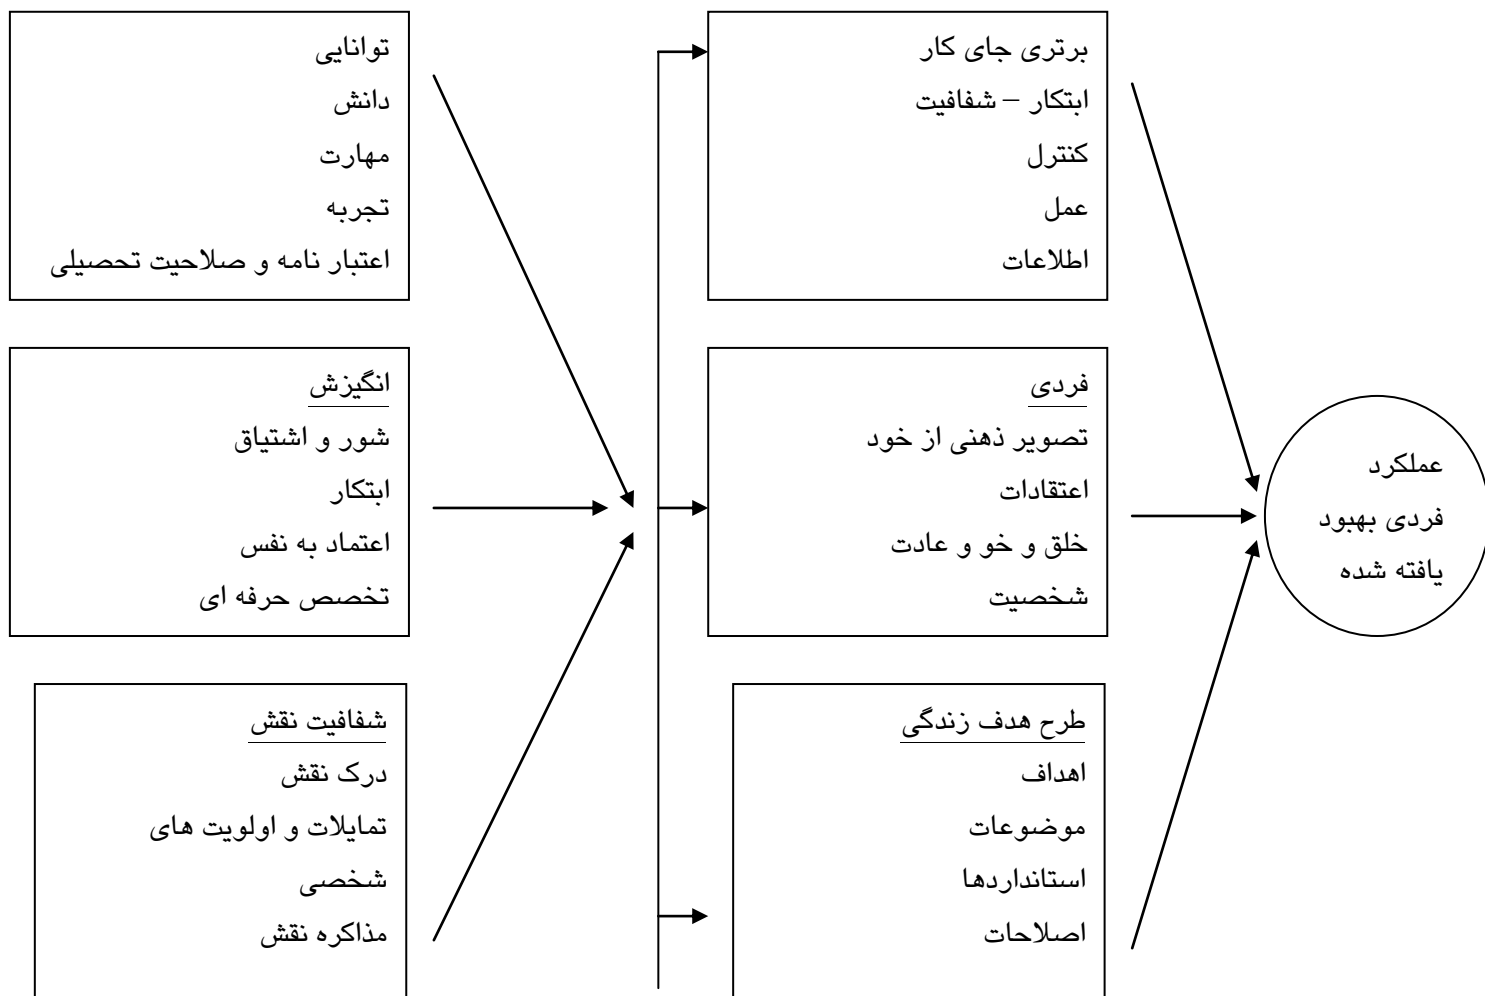 توانایی
دانش
مهارت
تجربه
اعتبار نامه و صلاحیت تحصیلی
برتری جای کار
ابتکار – شفافیت
کنترل
عمل
اطلاعات
انگیزش
شور و اشتیاق
ابتکار
اعتماد به نفس
تخصص حرفه ای
فردی
تصویر ذهنی از خود
اعتقادات
خلق و خو و عادت
شخصیت
شفافیت نقش
درک نقش
تمایلات و اولویت های
شخصی
مذاکره نقش
طرح هدف زندگی
اهداف
موضوعات
استانداردها
اصلاحات
عملکرد
فردی بهبود
یافته شده